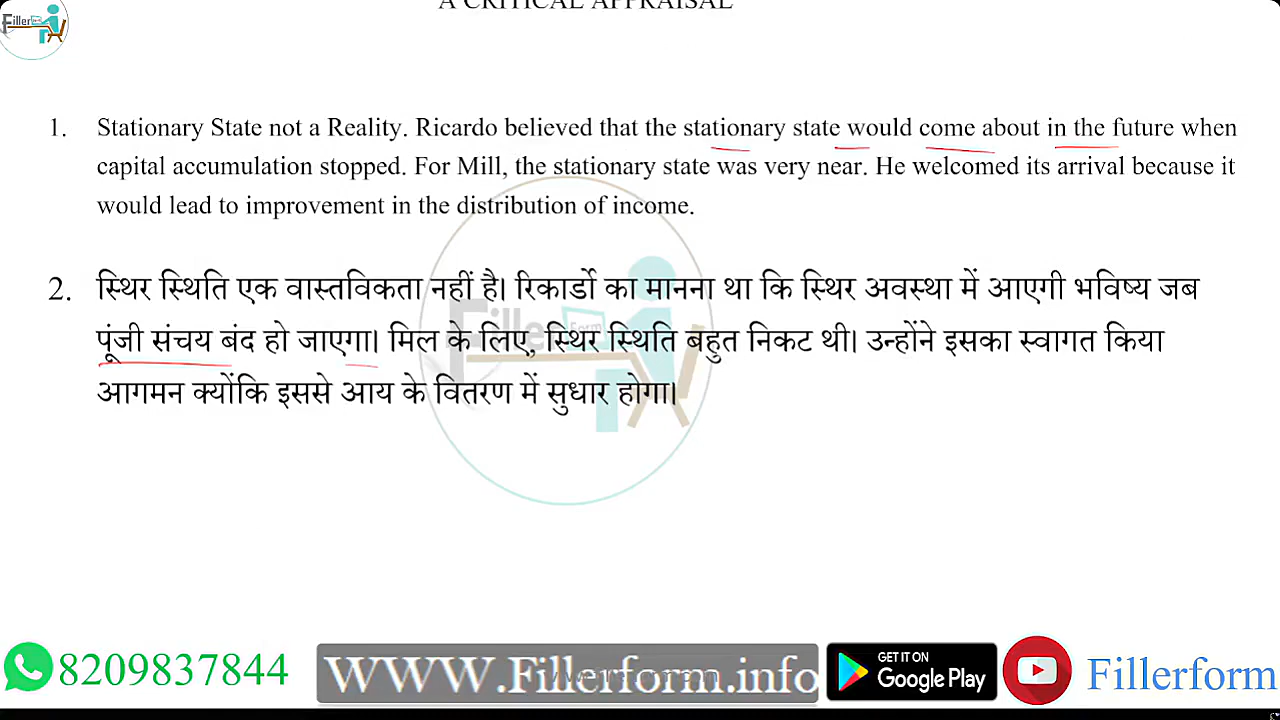 A CRITICAL APPRAISAL
Fillerform
1. Stationary State not a Reality. Ricardo believed that the stationary state would come about in the future when
capital accumulation stopped. For Mill, the stationary state was very near. He welcomed its arrival because it
would lead to improvement in the distribution of income.
2. स्थिर स्थिति एक वास्तविकता नहीं है। रिकार्डो का मानना था कि स्थिर अवस्था में आएगी भविष्य जब
पूंजी संचय बंद हो जाएगा। मिल के लिए, स्थिर स्थिति बहुत निकट थी। उन्होंने इसका स्वागत किया
आगमन क्योंकि इससे आय के वितरण में सुधार होगा।
8209837844
WWW.Fillerform.info
GET IT ON
Google Play
Fillerform